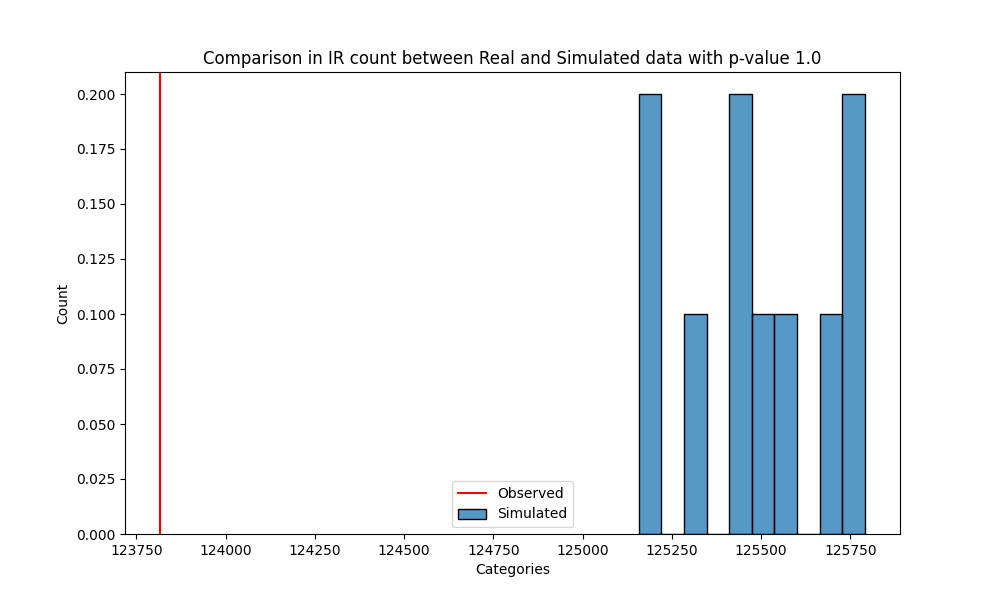 Comparison in IR count between Real and Simulated data with p-value 1.0
0.200
0.175
0.150
0.125
0.100
0.075
0.050
0.025
0.000
Count
Observed
Simulated
123750 124000 124250 124500 124750 125000 125250 125500 125750
Categories